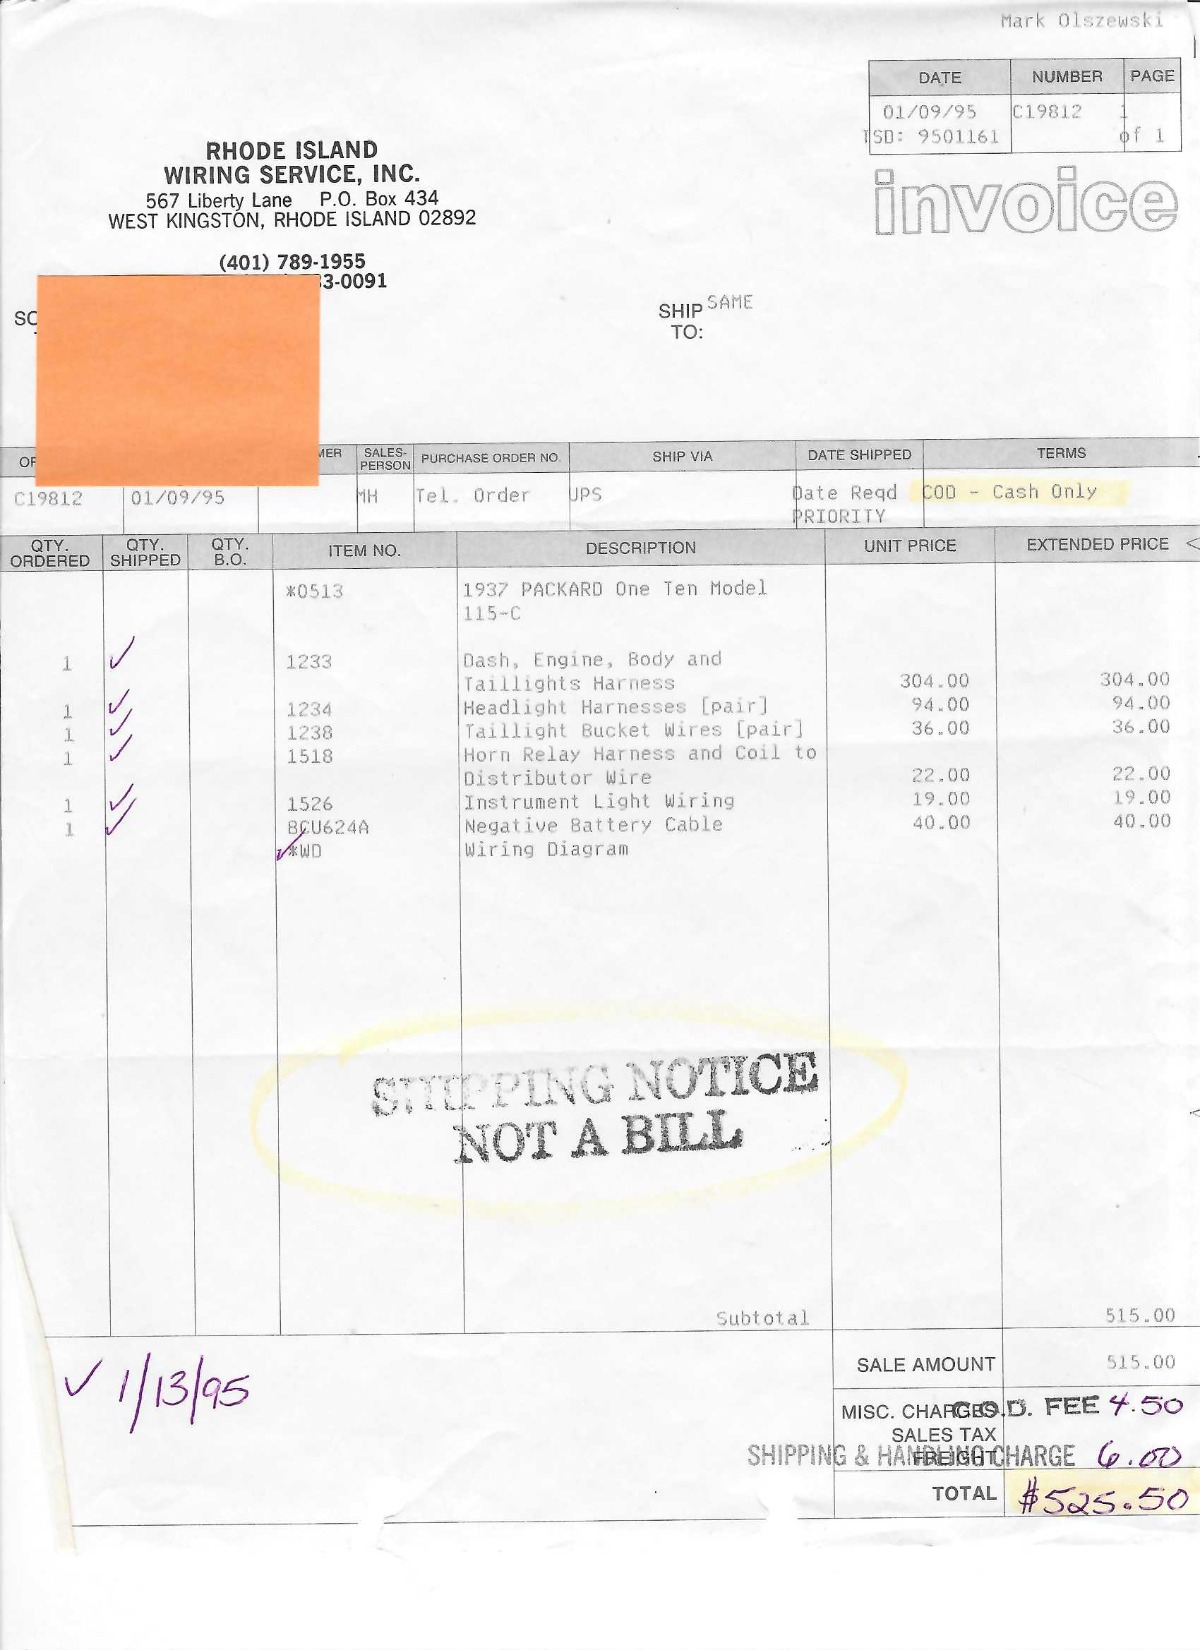 Mark Olszewski
DATE NUMBER PAGE
01/09/95 C19812 1
ISD: 9501161 of 1
invoice
RHODE ISLAND
WIRING SERVICE, INC.
567 Liberty Lane P.O. Box 434
WEST KINGSTON, RHODE ISLAND 02892
(401) 789-1955
3-0091
SHIP SAME
TO:
SALES-PERSON PURCHASE ORDER NO. SHIP VIA DATE SHIPPED TERMS
C19812 01/09/95 MH Tel. Order UPS Date Reqd COD - Cash Only
PRIORITY
QTY. ORDERED QTY. SHIPPED QTY. B.O. ITEM NO. DESCRIPTION UNIT PRICE EXTENDED PRICE
*0513 1937 PACKARD One Ten Model
115-C
1 ✓ 1233 Dash, Engine, Body and
Taillights Harness 304.00 304.00
1 ✓ 1234 Headlight Harnesses [pair] 94.00 94.00
1 ✓ 1238 Taillight Bucket Wires [pair] 36.00 36.00
1 ✓ 1518 Horn Relay Harness and Coil to
Distributor Wire 22.00 22.00
1 ✓ 1526 Instrument Light Wiring 19.00 19.00
1 ✓ BCU624A Negative Battery Cable 40.00 40.00
✓ *WD Wiring Diagram
SHIPPING NOTICE
NOT A BILL
Subtotal 515.00
SALE AMOUNT 515.00
✓ 1/13/95
MISC. CHARGES C.O.D. FEE 4.50
SALES TAX
FREIGHT SHIPPING & HANDLING CHARGE 6.00
TOTAL $525.50